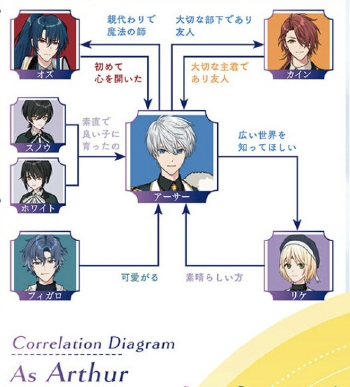 親代わりで
魔法の師
大切な部下であり
友人
オズ
初めて
心を開いた
大切な主君で
あり友人
カイン
スノウ
素直で
良い子に
育ったの
広い世界を
知ってほしい
ホワイト
アーサー
フィガロ
可愛がる
素晴らしい方
リケ
Correlation Diagram
As Arthur